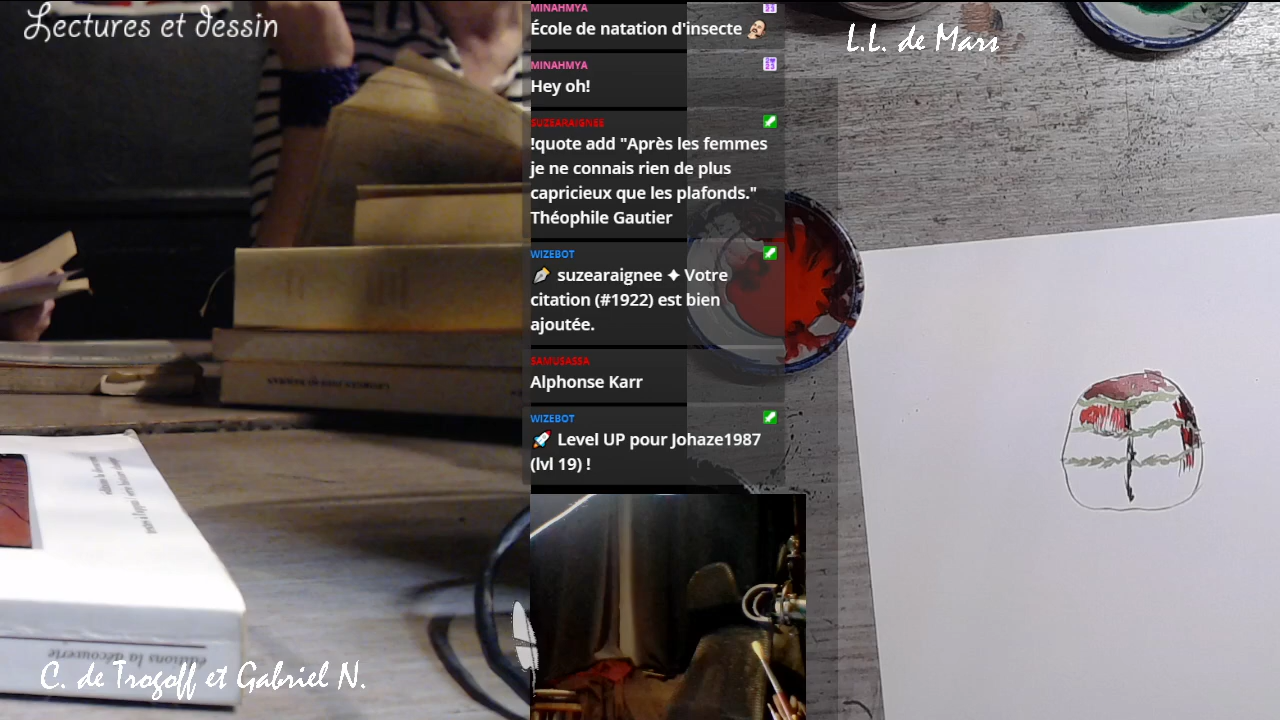 Lectures et dessin
MINAHMYA
École de natation d'insecte
MINAHMYA
Hey oh!
SUZEARAIGNEE
!quote add "Après les femmes
je ne connais rien de plus
capricieux que les plafonds."
Théophile Gautier
WIZEBOT
suzearaignee ✦ Votre
citation (#1922) est bien
ajoutée.
SAMUSASSA
Alphonse Karr
WIZEBOT
Level UP pour Johaze1987
(lvl 19) !
L.L. de Mars
éditions la découverte
C. de Trogoff et Gabriel N.